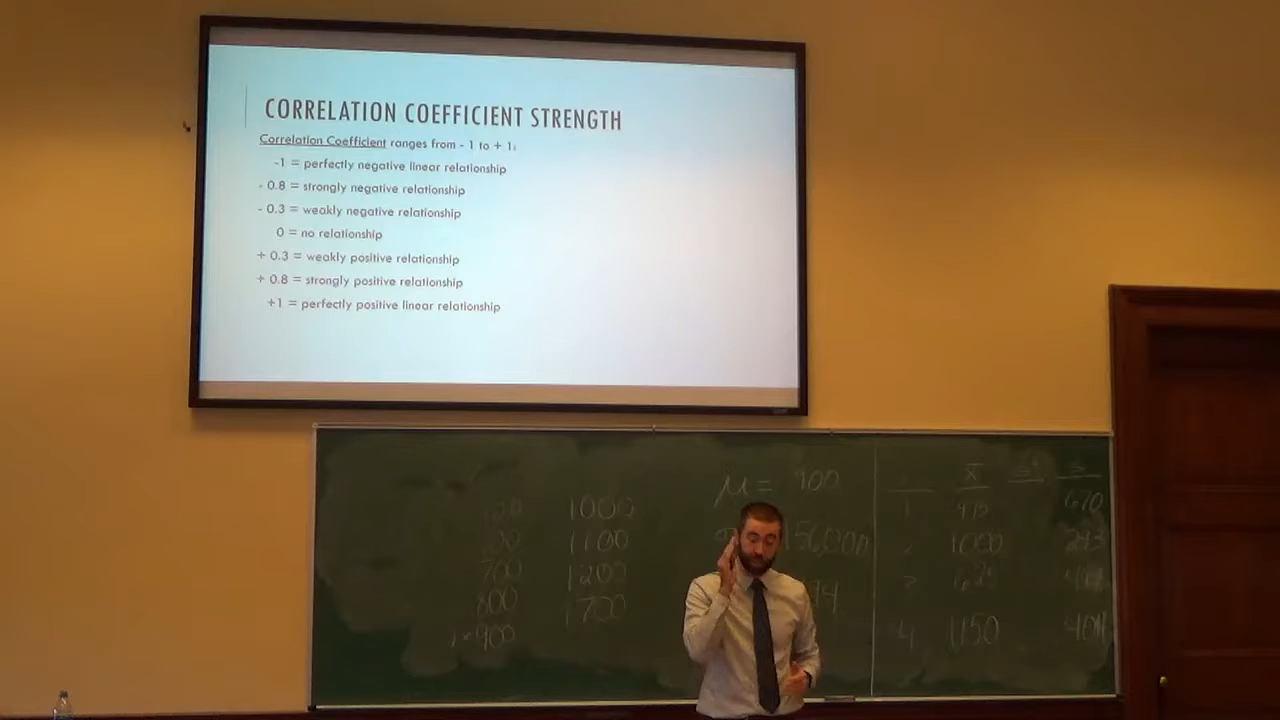 CORRELATION COEFFICIENT STRENGTH
Correlation Coefficient ranges from - 1 to + 1:
-1 = perfectly negative linear relationship
- 0.8 = strongly negative relationship
- 0.3 = weakly negative relationship
0 = no relationship
+ 0.3 = weakly positive relationship
+ 0.8 = strongly positive relationship
+1 = perfectly positive linear relationship
1000
1100
700 1200
800 1700
900
μ = 900
x̄
1 670
1000
4 1150